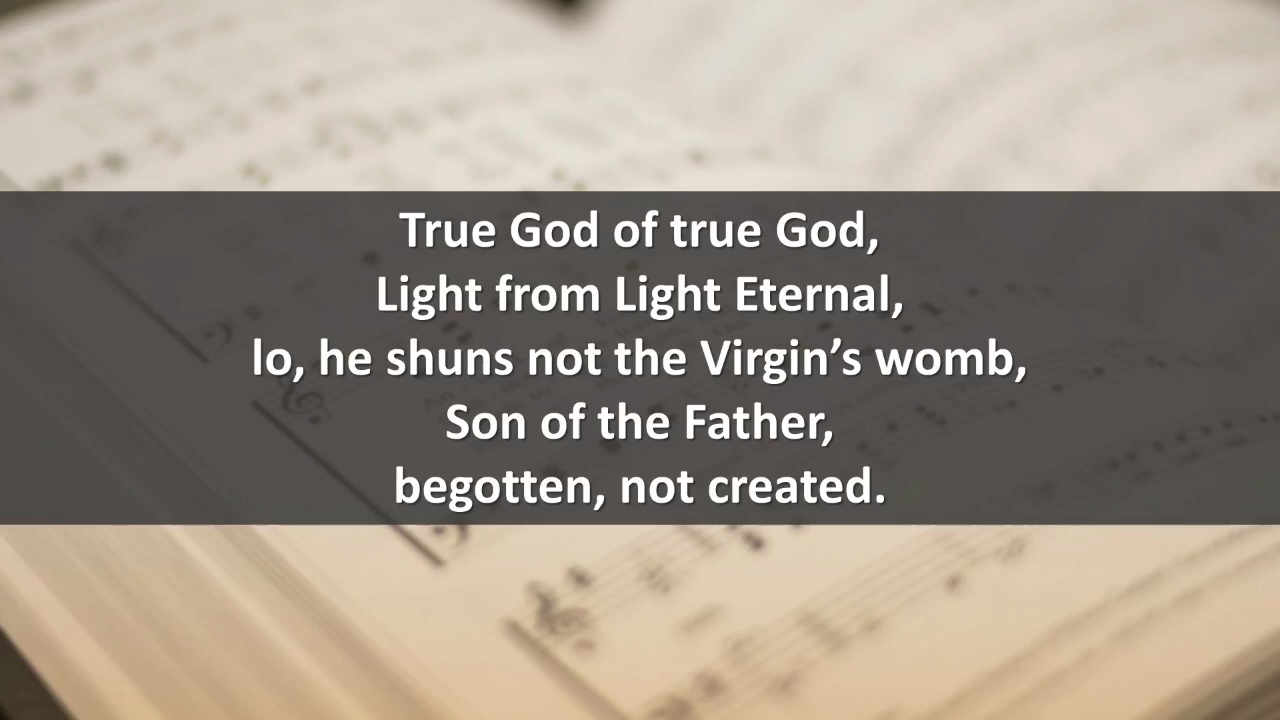 True God of true God,
Light from Light Eternal,
lo, he shuns not the Virgin’s womb,
Son of the Father,
begotten, not created.